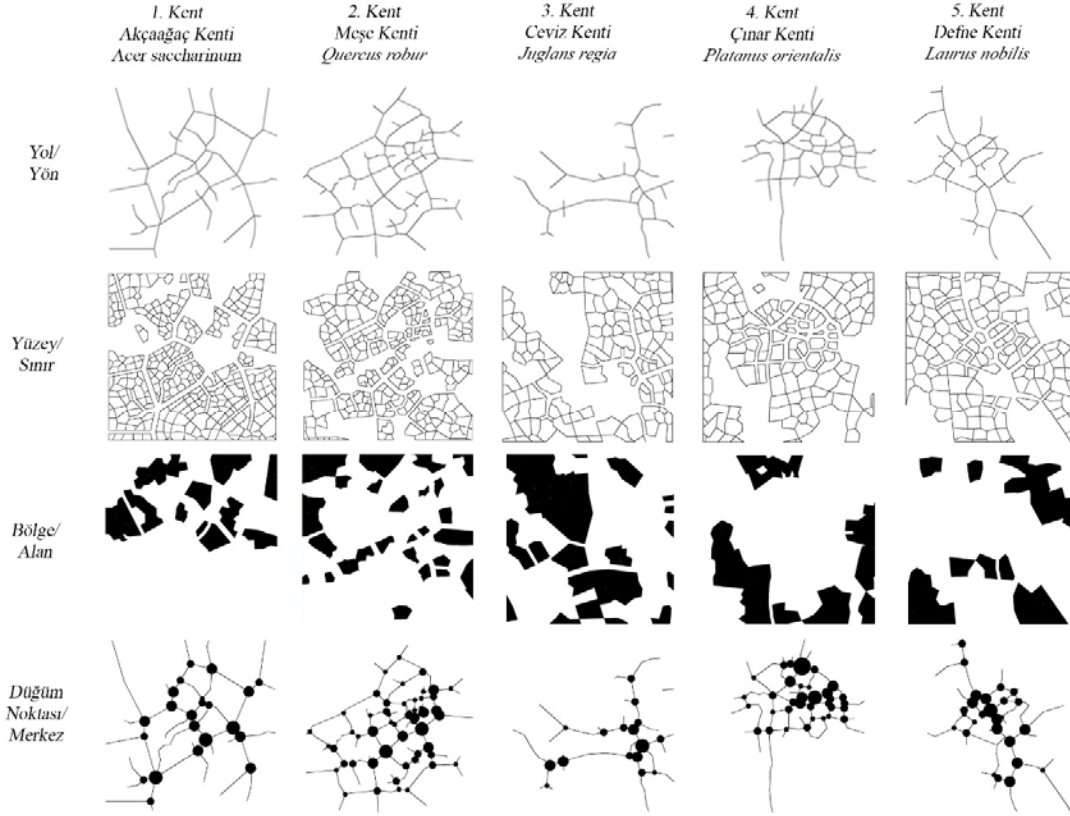 1. Kent
Akçaağaç Kenti
Acer saccharinum
2. Kent
Meşe Kenti
Quercus robur
3. Kent
Ceviz Kenti
Juglans regia
4. Kent
Çınar Kenti
Platanus orientalis
5. Kent
Defne Kenti
Laurus nobilis
Yol/
Yön
Yüzey/
Sınır
Bölge/
Alan
Düğüm
Noktası/
Merkez